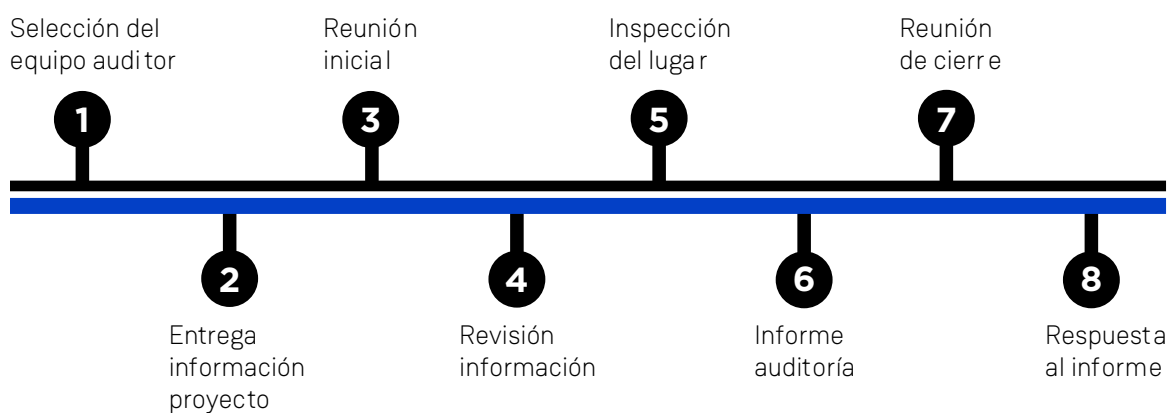 Selección del
equipo auditor
1
Entrega
información
proyecto
2
Reunión
inicial
3
Revisión
información
4
Inspección
del lugar
5
Informe
auditoría
6
Reunión
de cierre
7
Respuesta
al informe
8